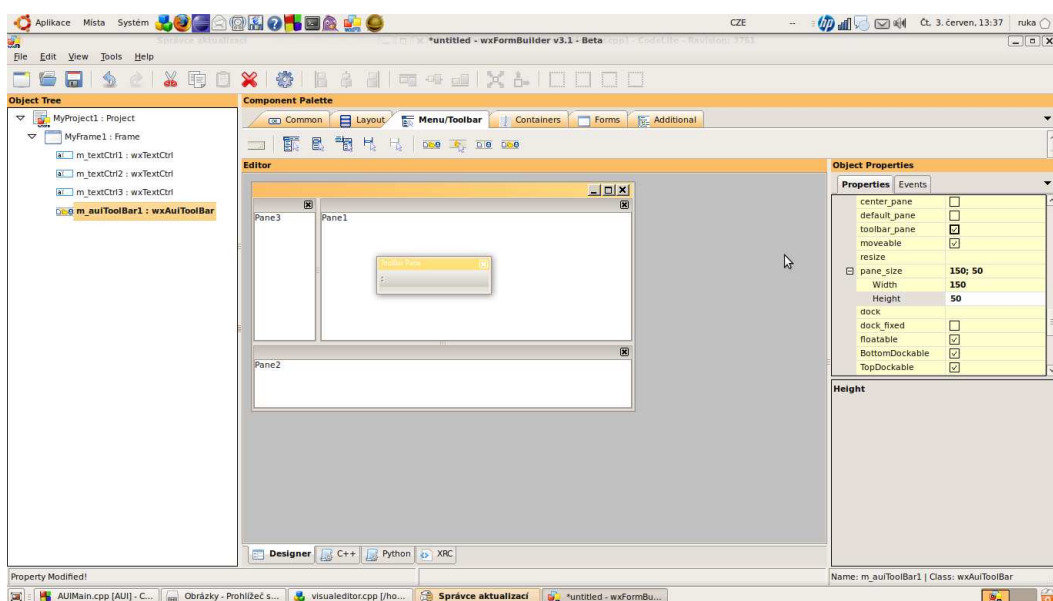 Aplikace Místa Systém CZE -- Čt. 3. červen, 13:37 ruka
*untitled - wxFormBuilder v3.1 - Beta
File Edit View Tools Help
Object Tree
MyProject1 : Project
MyFrame1 : Frame
m_textCtrl1 : wxTextCtrl
m_textCtrl2 : wxTextCtrl
m_textCtrl3 : wxTextCtrl
m_auiToolBar1 : wxAuiToolBar
Component Palette
Common Layout Menu/Toolbar Containers Forms Additional
Editor
Pane3 Pane1
Pane2
Designer C++ Python XRC
Object Properties
Properties Events
center_pane
default_pane
toolbar_pane
moveable
resize
pane_size 150; 50
Width 150
Height 50
dock
dock_fixed
floatable
BottomDockable
TopDockable
Height
Property Modified! Name: m_auiToolBar1 | Class: wxAuiToolBar
AUIMain.cpp [AUI] - C... Obrázky - Prohlížeč s... visualeditor.cpp [/ho... Správce aktualizací *untitled - wxFormBu...